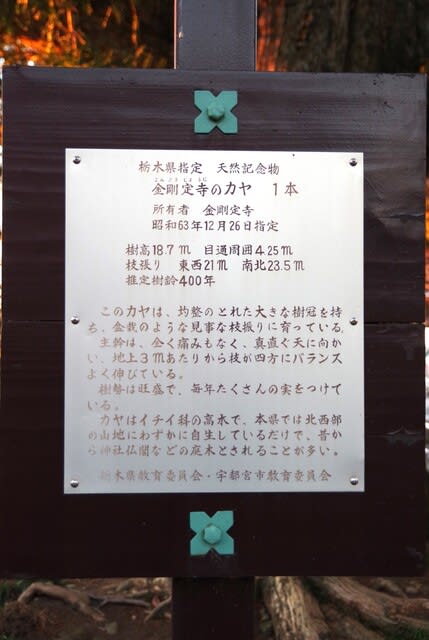 栃木県指定 天然記念物
こんごうじょうじ
金剛定寺のカヤ 1本
所有者 金剛定寺
昭和63年12月26日指定
樹高18.7m 目通周囲4.25m
枝張り 東西21m 南北23.5m
推定樹齢400年
このカヤは、均整のとれた大きな樹冠を持
ち、盆栽のような見事な枝振りに育っている。
主幹は、全く痛みもなく、真直ぐ天に向か
い、地上3mあたりから枝が四方にバランス
よく伸びている。
樹勢は旺盛で、毎年たくさんの実をつけて
いる。
カヤはイチイ科の高木で、本県では北西部
の山地にわずかに自生しているだけで、昔か
ら神社仏閣などの庭木とされることが多い。
栃木県教育委員会・宇都宮市教育委員会